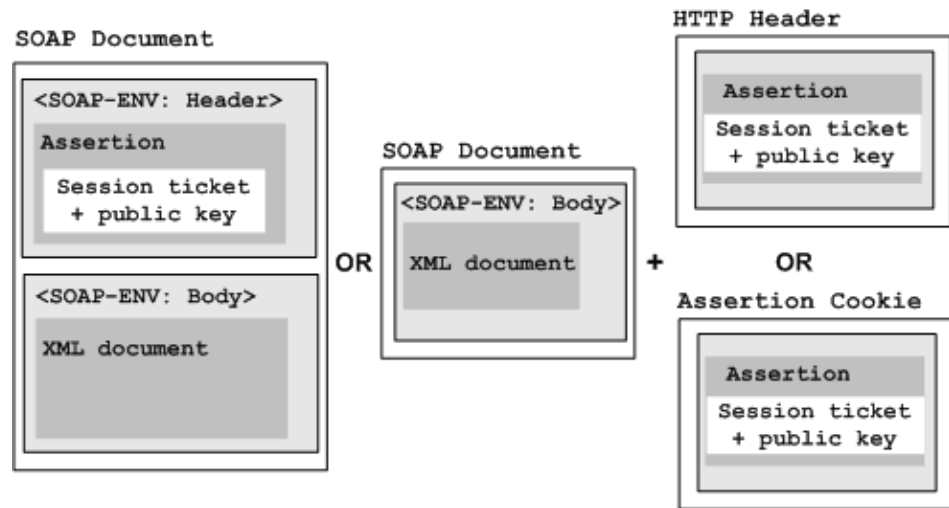 SOAP Document
<SOAP-ENV: Header>
Assertion
Session ticket
+ public key
<SOAP-ENV: Body>
XML document
OR
SOAP Document
<SOAP-ENV: Body>
XML document
+
HTTP Header
Assertion
Session ticket
+ public key
OR
Assertion Cookie
Assertion
Session ticket
+ public key